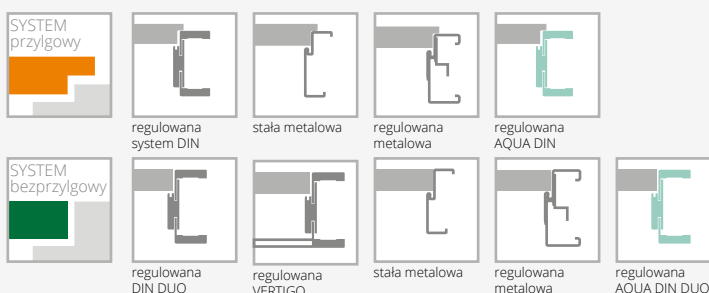 SYSTEM
przylgowy
regulowana
system DIN
stała metalowa
regulowana
metalowa
regulowana
AQUA DIN
SYSTEM
bezprzylgowy
regulowana
DIN DUO
regulowana
VERTIGO
stała metalowa
regulowana
metalowa
regulowana
AQUA DIN DUO